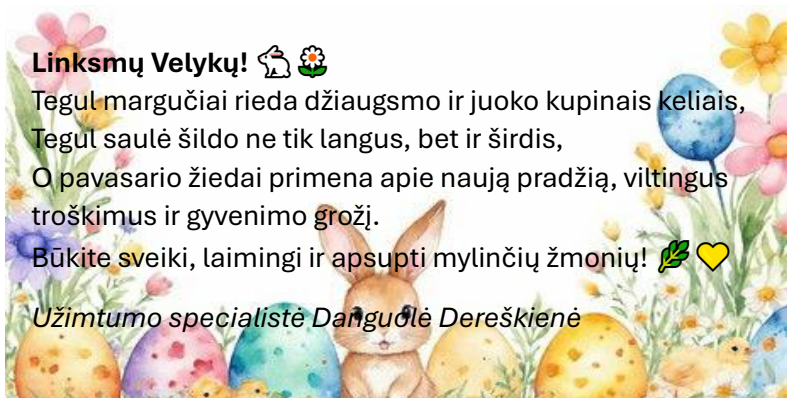 Linksmų Velykų! 🐇🌼
Tegul margučiai rieda džiaugsmo ir juoko kupinais keliais,
Tegul saulė šildo ne tik langus, bet ir širdis,
O pavasario žiedai primena apie naują pradžią, viltingus
troškimus ir gyvenimo grožį.
Būkite sveiki, laimingi ir apsupti mylinčių žmonių! 🌿💛
Užimtumo specialistė Danguolė Dereškienė